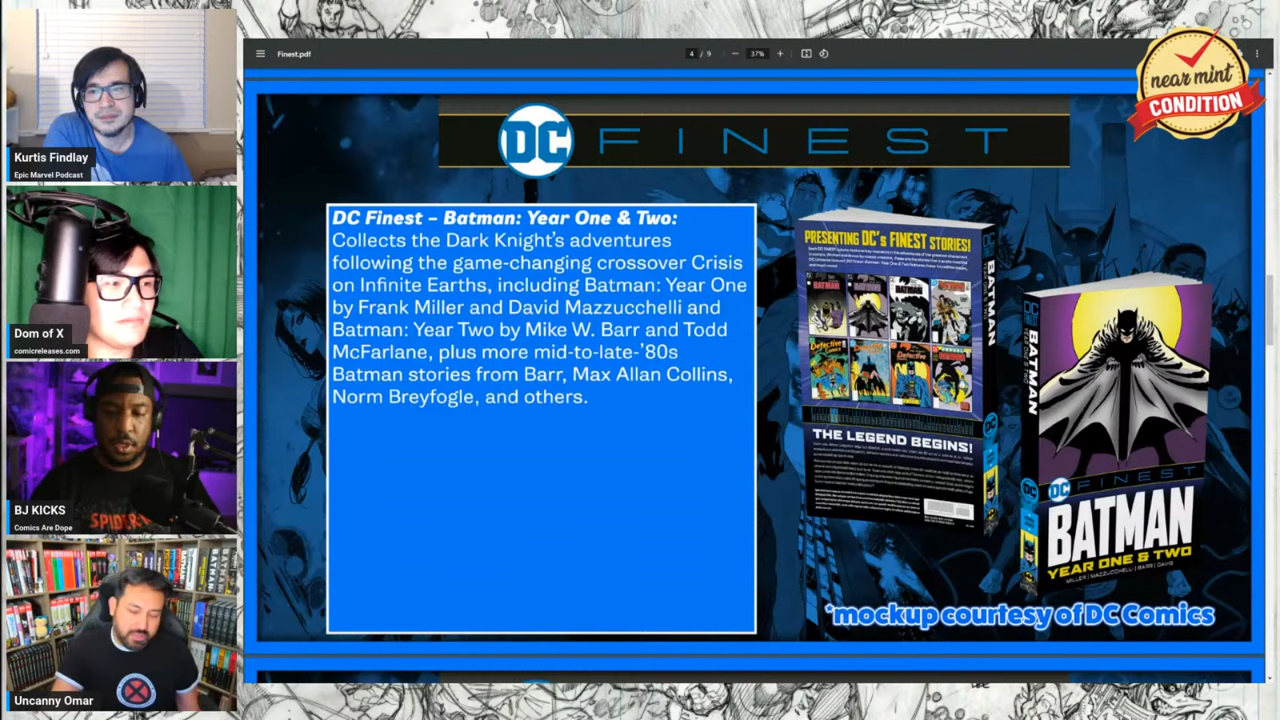 Finest.pdf
4 / 9
37%
near mint
CONDITION
DC FINEST
Kurtis Findlay
Epic Marvel Podcast
Dom of X
comicreleases.com
BJ KICKS
Comics Are Dope
SPIDER
Uncanny Omar
DC Finest – Batman: Year One & Two:
Collects the Dark Knight's adventures
following the game-changing crossover Crisis
on Infinite Earths, including Batman: Year One
by Frank Miller and David Mazzucchelli and
Batman: Year Two by Mike W. Barr and Todd
McFarlane, plus more mid-to-late-'80s
Batman stories from Barr, Max Allan Collins,
Norm Breyfogle, and others.
PRESENTING DC's FINEST STORIES!
THE LEGEND BEGINS!
DC
BATMAN
DC
BATMAN
DC FINEST
BATMAN
YEAR ONE & TWO
MILLER | MAZZUCCHELLI | BARR | DAVIS
*mockup courtesy of DC Comics